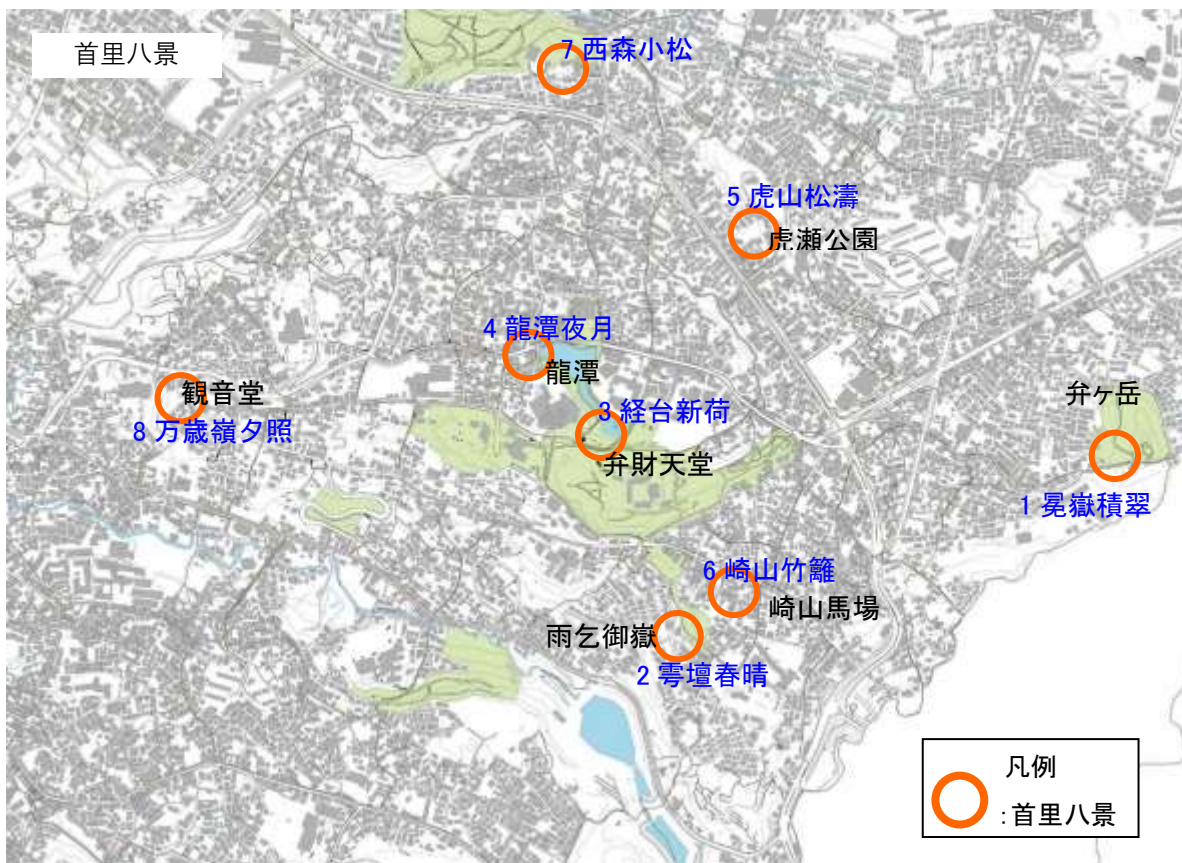 首里八景
7 西森小松
5 虎山松濤
虎瀬公園
4 龍潭夜月
龍潭
観音堂
8 万歳嶺夕照
3 経台新荷
弁財天堂
弁ヶ岳
1 冕嶽積翠
6 崎山竹籬
崎山馬場
雨乞御嶽
2 雩壇春晴
凡例
:首里八景